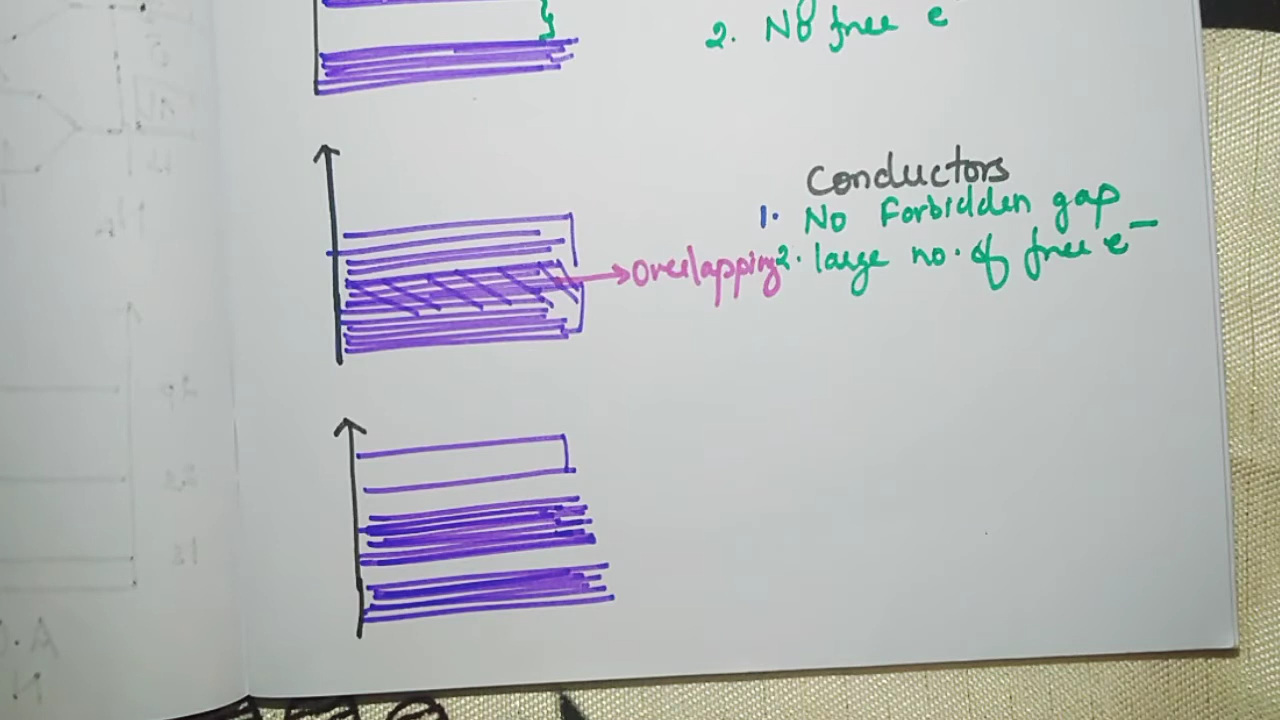 2. No free e
Conductors
1. No Forbidden gap
Overlapping
2. large no. of free e⁻